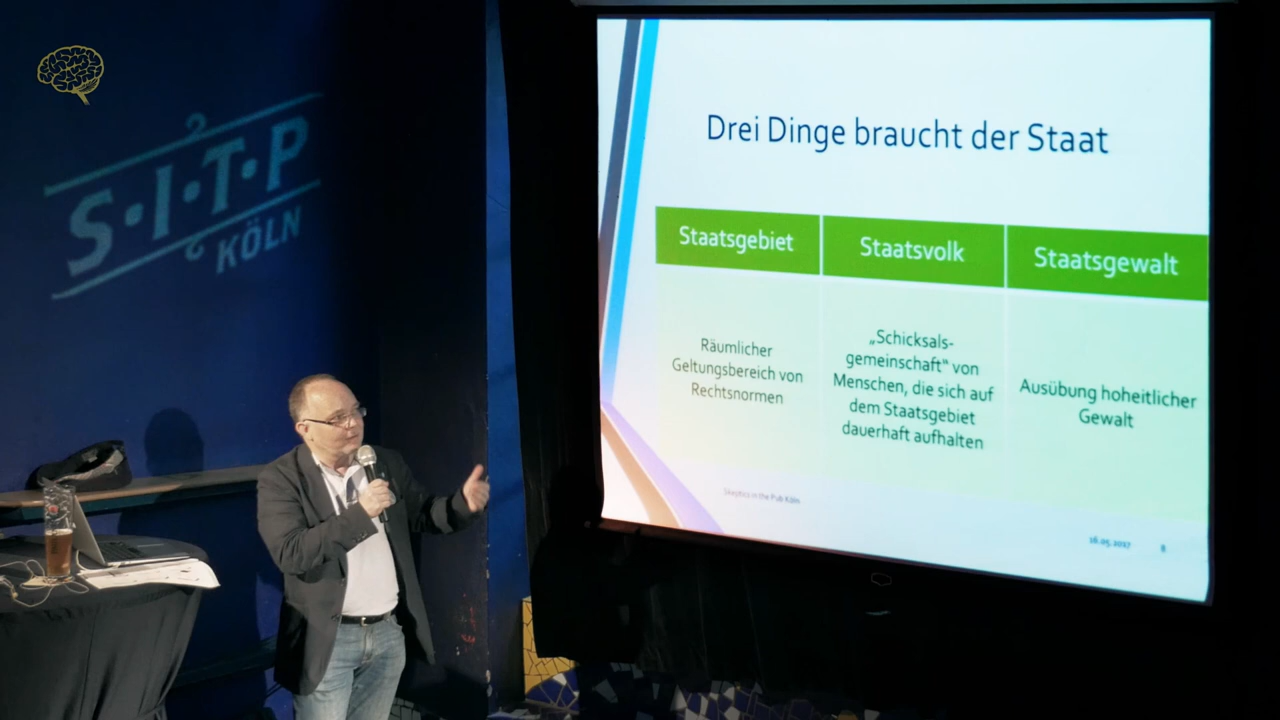 S·I·T·P
KÖLN
Drei Dinge braucht der Staat
Staatsgebiet
Staatsvolk
Staatsgewalt
Räumlicher
Geltungsbereich von
Rechtsnormen
„Schicksals-
gemeinschaft“ von
Menschen, die sich auf
dem Staatsgebiet
dauerhaft aufhalten
Ausübung hoheitlicher
Gewalt
Skeptics in the Pub Köln
16.05.2017
8